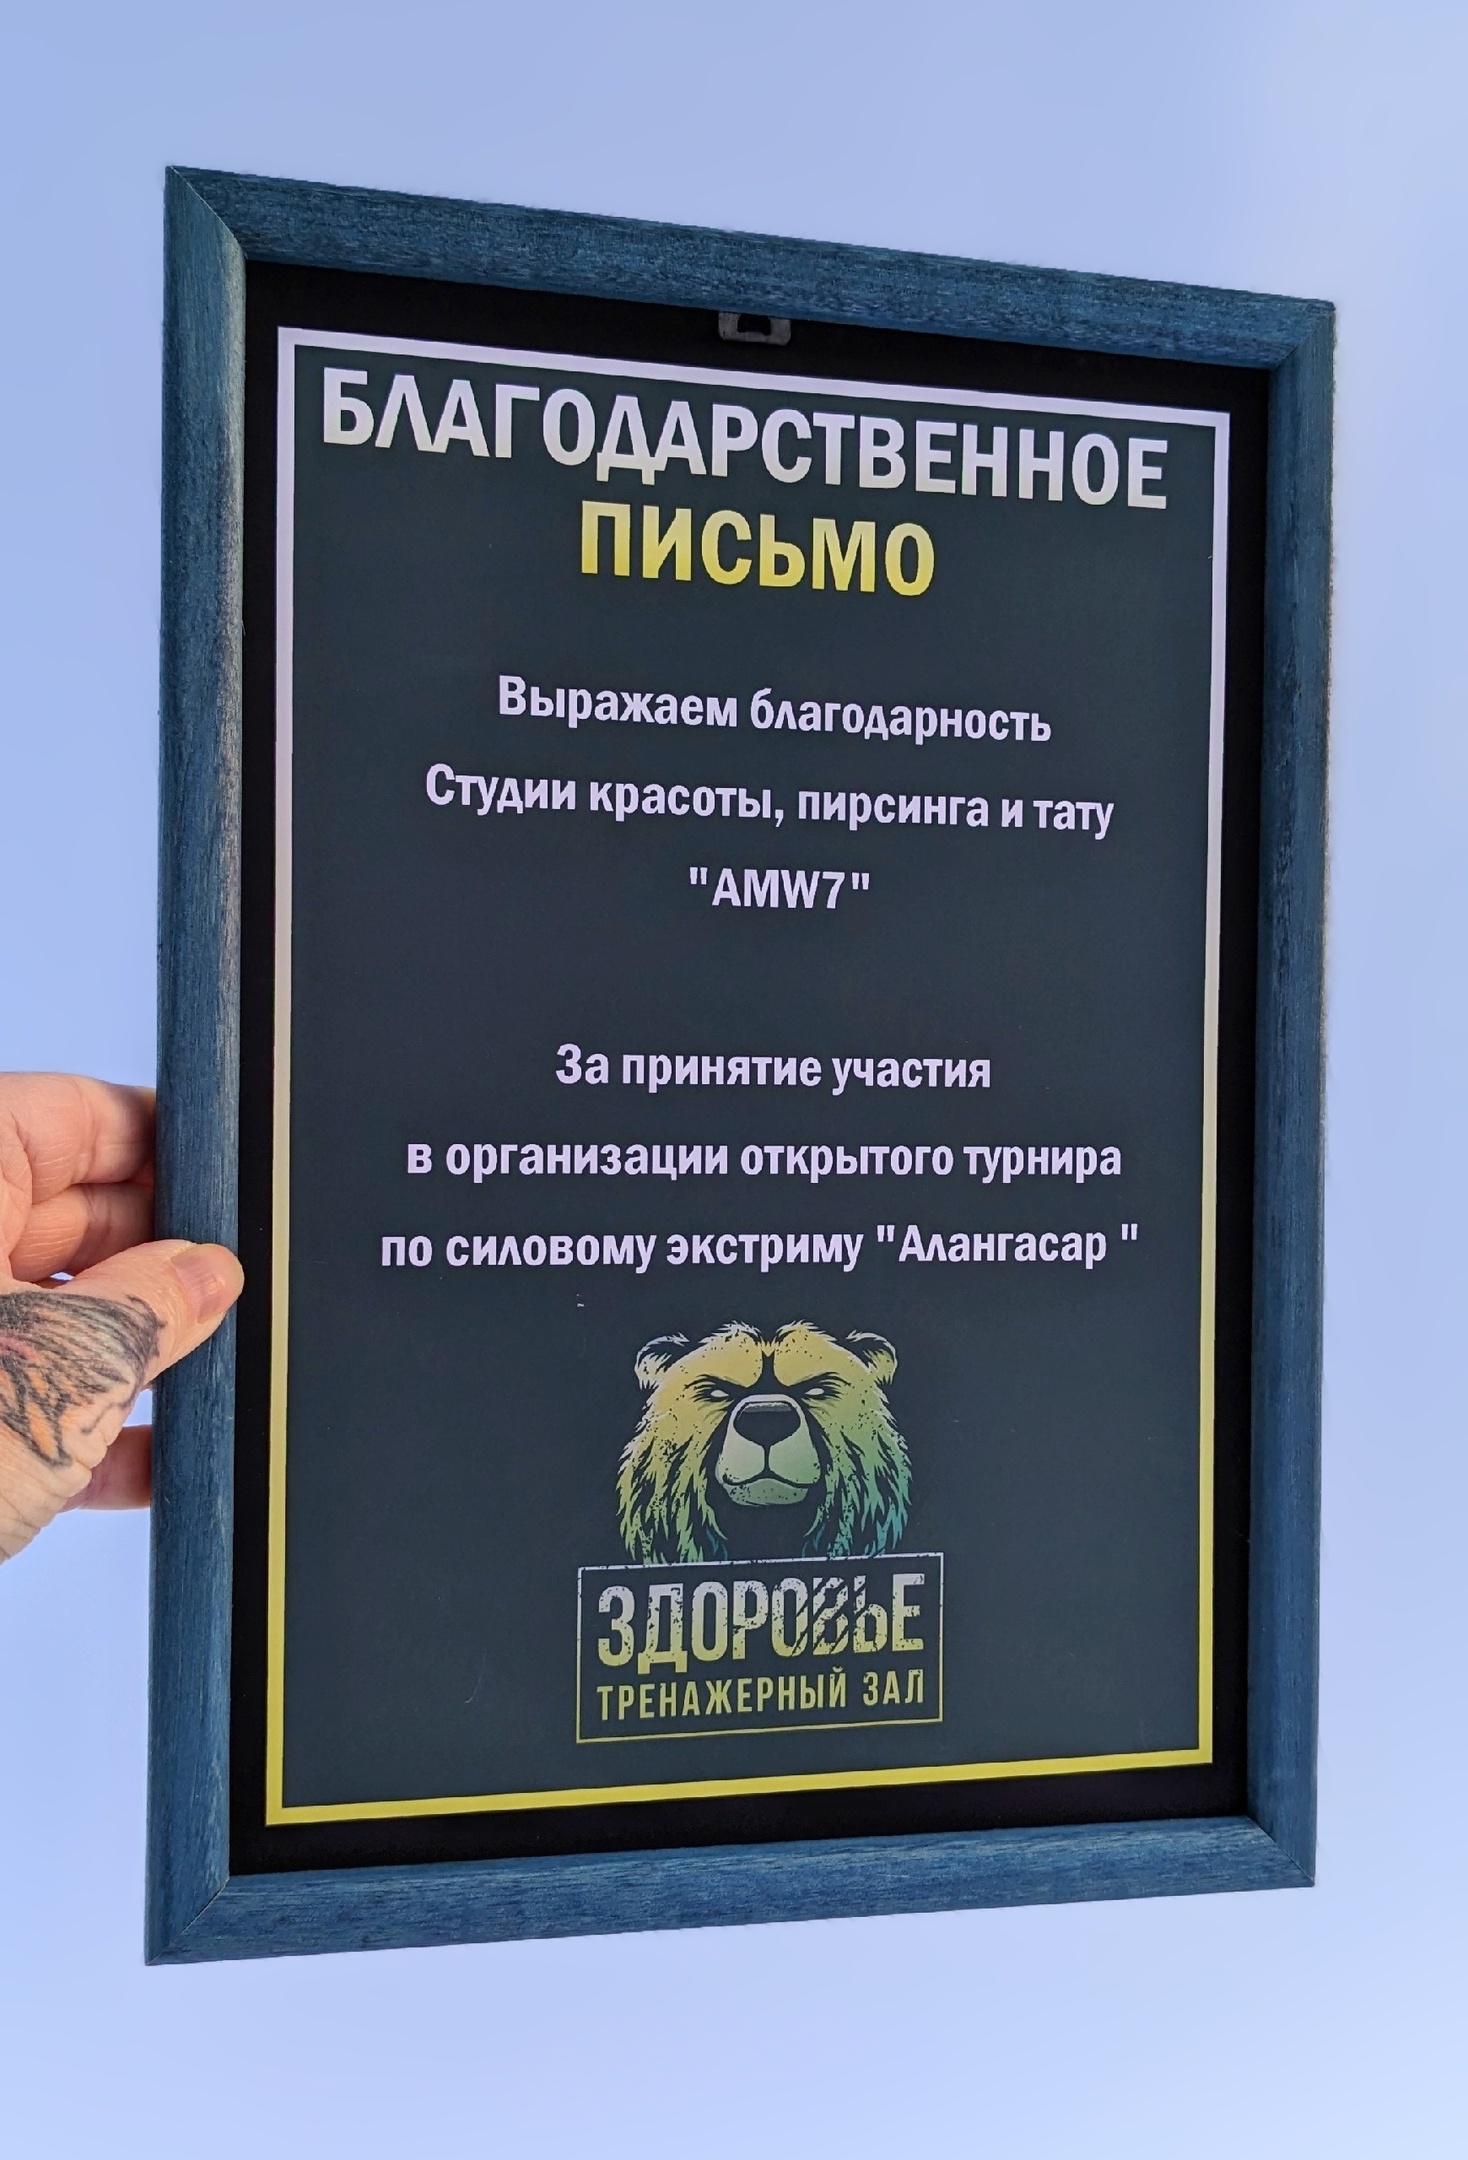 БЛАГОДАРСТВЕННОЕ
ПИСЬМО
Выражаем благодарность
Студии красоты, пирсинга и тату
"AMW7"
За принятие участия
в организации открытого турнира
по силовому экстриму "Алангасар "
ЗДОРОВЬЕ
ТРЕНАЖЕРНЫЙ ЗАЛ